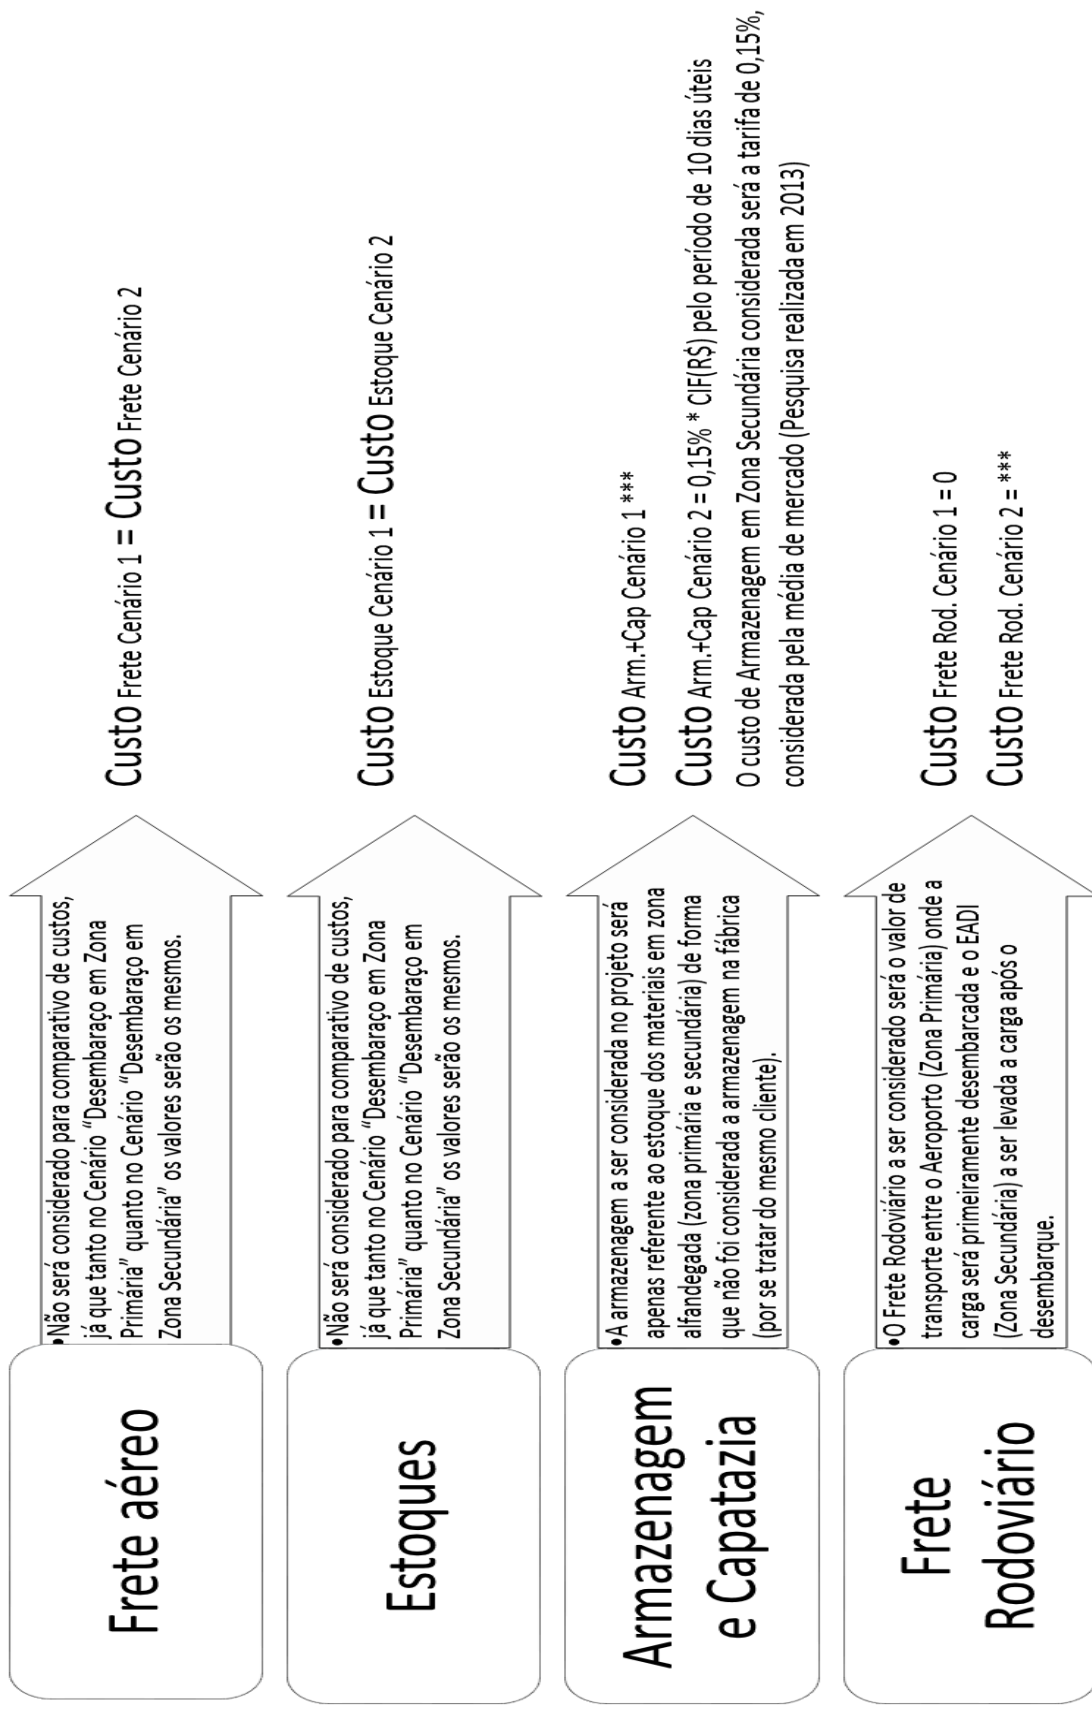 Frete aéreo
•Não será considerado para comparativo de custos,
já que tanto no Cenário “Desembaraço em Zona
Primária” quanto no Cenário “Desembaraço em
Zona Secundária” os valores serão os mesmos.
Custo Frete Cenário 1 = Custo Frete Cenário 2
Estoques
•Não será considerado para comparativo de custos,
já que tanto no Cenário “Desembaraço em Zona
Primária” quanto no Cenário “Desembaraço em
Zona Secundária” os valores serão os mesmos.
Custo Estoque Cenário 1 = Custo Estoque Cenário 2
Armazenagem
e Capatazia
•A armazenagem a ser considerada no projeto será
apenas referente ao estoque dos materiais em zona
alfandegada (zona primária e secundária) de forma
que não foi considerada a armazenagem na fábrica
(por se tratar do mesmo cliente).
Custo Arm.+Cap Cenário 1 ***
Custo Arm.+Cap Cenário 2 = 0,15% * CIF(R$) pelo período de 10 dias úteis
O custo de Armazenagem em Zona Secundária considerada será a tarifa de 0,15%,
considerada pela média de mercado (Pesquisa realizada em 2013)
Frete
Rodoviário
•O Frete Rodoviário a ser considerado será o valor de
transporte entre o Aeroporto (Zona Primária) onde a
carga será primeiramente desembarcada e o EADI
(Zona Secundária) a ser levada a carga após o
desembarque.
Custo Frete Rod. Cenário 1 = 0
Custo Frete Rod. Cenário 2 = ***